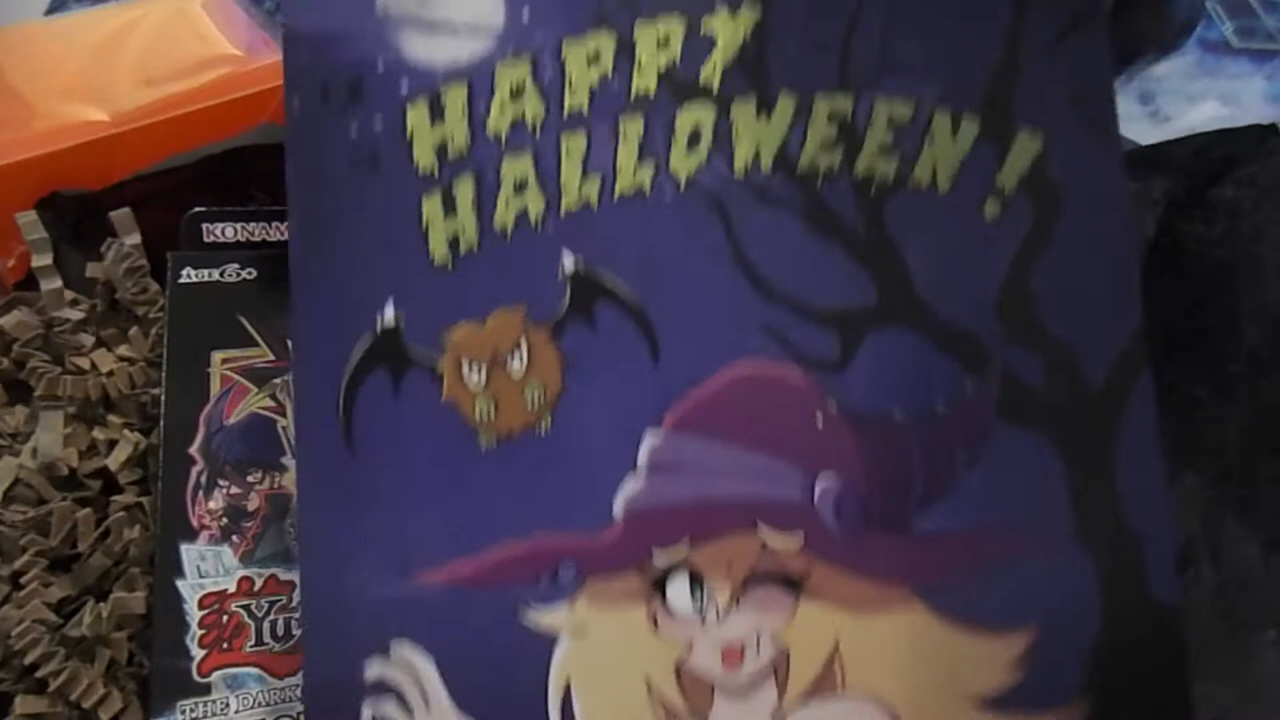 HAPPY
HALLOWEEN!
KONAM
AGE 6+
Yu
THE DARK